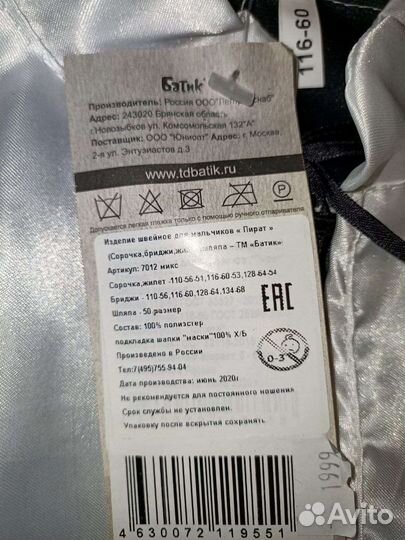 116-60
Батик
Производитель: Россия ООО"
Адрес: 243020 Брянская область
г.Новозыбков ул. Комсомольская 132"А"
Поставщик: ООО "Юнионт" Адрес: г. Москва
2-я ул. Энтузиастов д.3
www.tdbatik.ru
P
Допускается легкая глажка только с помощью ручного отпаривателя
Изделие швейное для мальчиков « Пират »
(Сорочка,бриджи, шляпа – ТМ «Батик»
Артикул: 7012 микс
Сорочка,жилет -110-56-51,116-60-53,128-64-54
Бриджи - 110-56,116-60,128-64,134-68
Шляпа - 50 размер
Состав: 100% полиэстер
подкладка шапки "маски"100% Х/Б
Произведено в России
Тел:7(495)755-94-04
Дата производства: июнь 2020г
Не рекомендуется для постоянного ношения
Срок службы не установлен.
Упаковку после вскрытия сохранять
EAC
0-3
1999
4 630072 119551
Avito